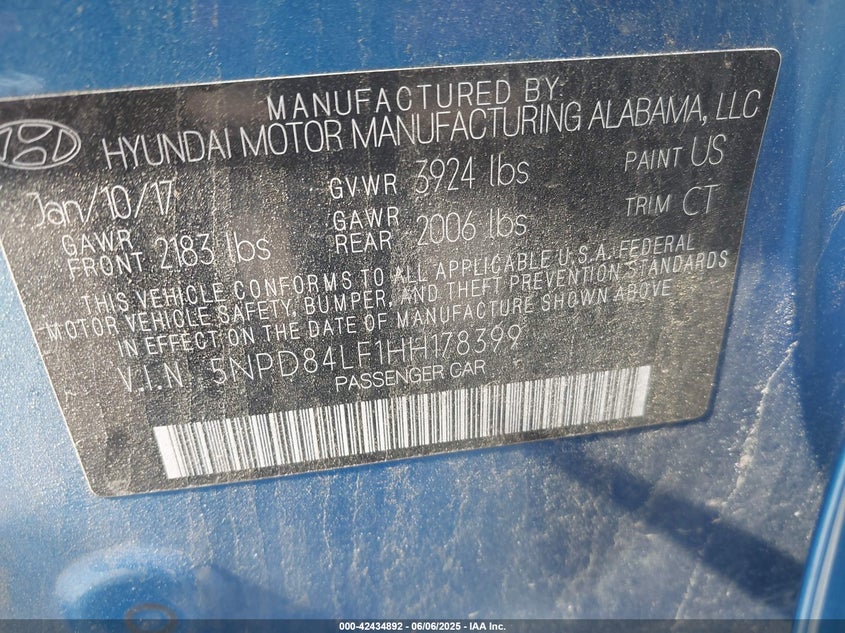 MANUFACTURED BY:
HYUNDAI MOTOR MANUFACTURING ALABAMA, LLC
Jan/10/17 GVWR 3924 lbs PAINT US
GAWR FRONT 2183 lbs GAWR REAR 2006 lbs TRIM CT
THIS VEHICLE CONFORMS TO ALL APPLICABLE U.S.A. FEDERAL
MOTOR VEHICLE SAFETY, BUMPER, AND THEFT PREVENTION STANDARDS
IN EFFECT ON THE DATE OF MANUFACTURE SHOWN ABOVE
V.I.N 5NPD84LF1HH178399
PASSENGER CAR
000-42434892 - 06/06/2025 - IAA Inc.